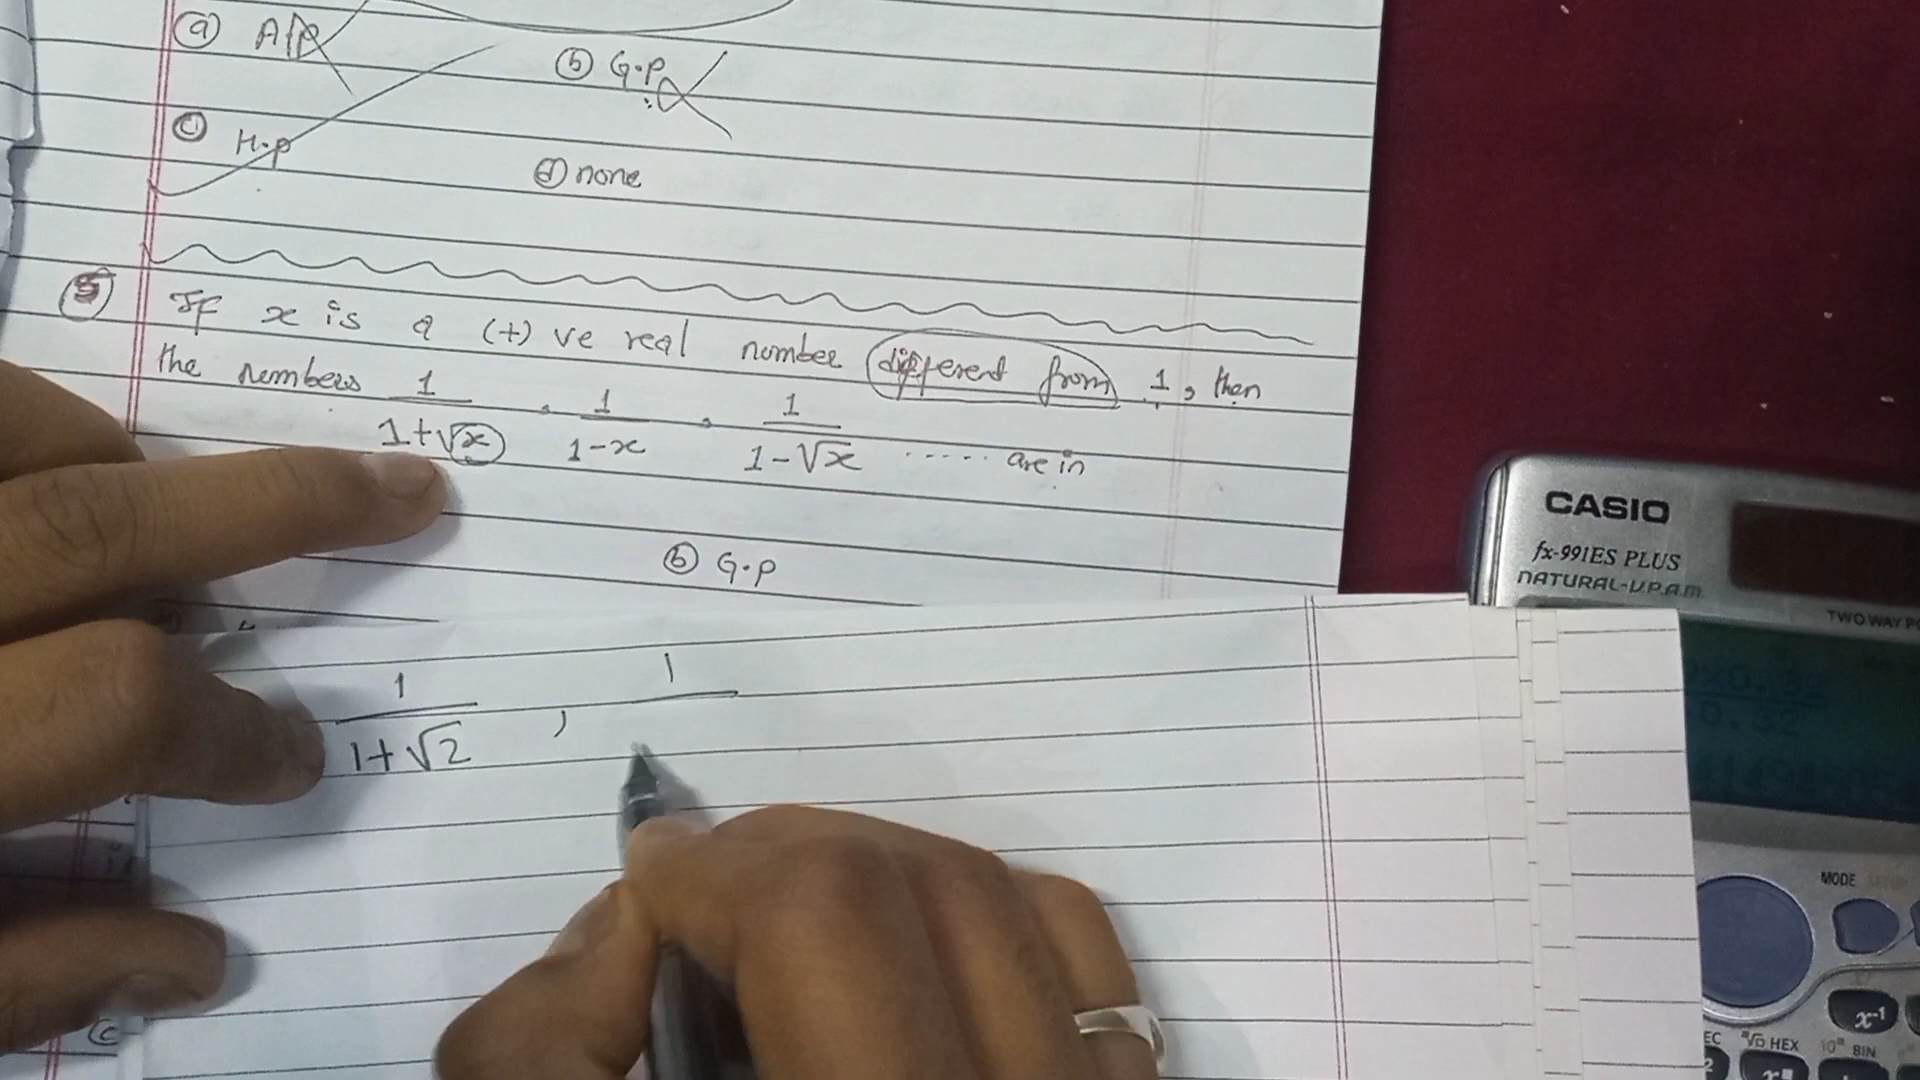 (a) A.P
(b) G.P
(c) H.P
(d) none
(5) If x is a (+) ve real number different from 1, then
the numbers 1/(1+√x) , 1/(1-x) , 1/(1-√x) ..... are in
(b) G.P
1/(1+√2) , 1
CASIO
fx-991ES PLUS
NATURAL-V.P.A.M.
TWO WAY PO
MODE
x-1
HEX
BIN
(c